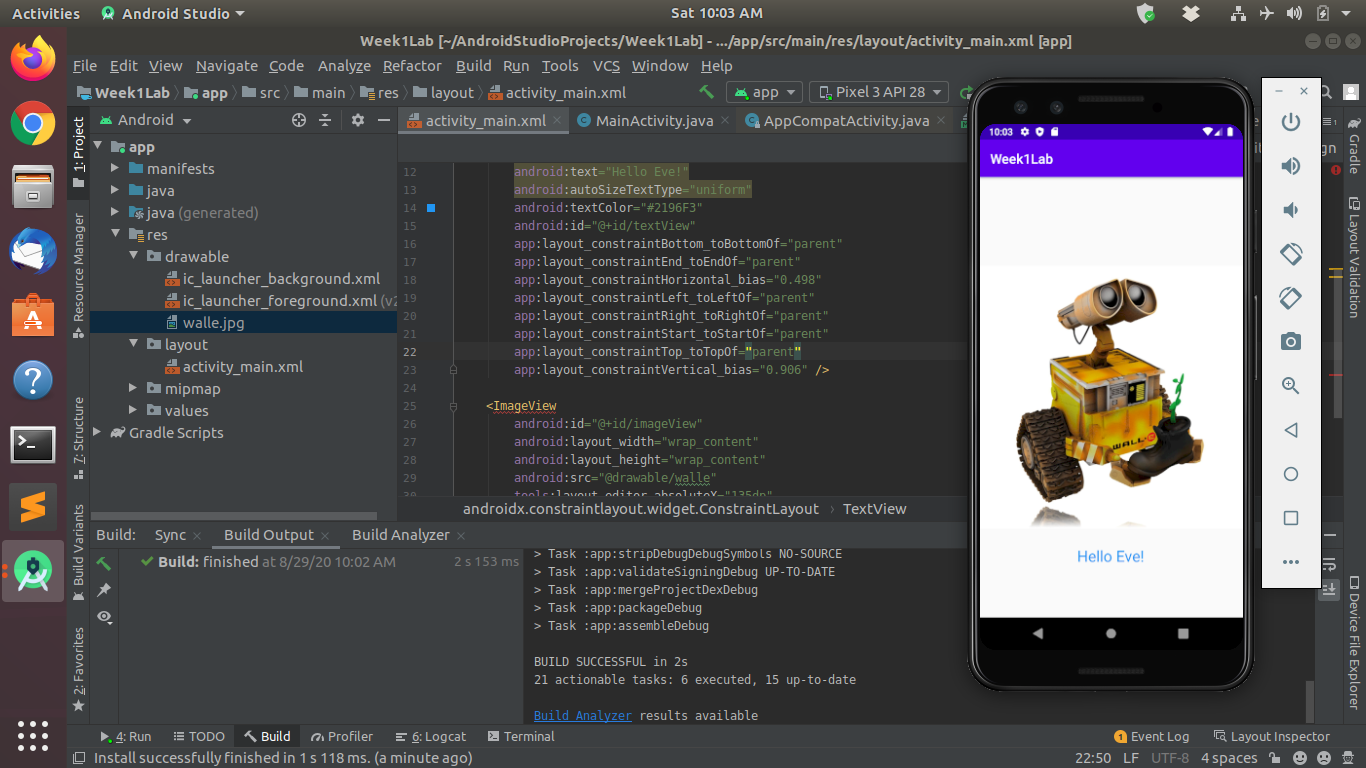 Activities Android Studio Sat 10:03 AM
Week1Lab [~/AndroidStudioProjects/Week1Lab] - .../app/src/main/res/layout/activity_main.xml [app]
File Edit View Navigate Code Analyze Refactor Build Run Tools VCS Window Help
Week1Lab app src main res layout activity_main.xml app Pixel 3 API 28
1: Project
Resource Manager
7: Structure
Build Variants
2: Favorites
Android
app
manifests
java
java (generated)
res
drawable
ic_launcher_background.xml
ic_launcher_foreground.xml (v2
walle.jpg
layout
activity_main.xml
mipmap
values
Gradle Scripts
activity_main.xml MainActivity.java AppCompatActivity.java
12 android:text="Hello Eve!"
13 android:autoSizeTextType="uniform"
14 android:textColor="#2196F3"
15 android:id="@+id/textView"
16 app:layout_constraintBottom_toBottomOf="parent"
17 app:layout_constraintEnd_toEndOf="parent"
18 app:layout_constraintHorizontal_bias="0.498"
19 app:layout_constraintLeft_toLeftOf="parent"
20 app:layout_constraintRight_toRightOf="parent"
21 app:layout_constraintStart_toStartOf="parent"
22 app:layout_constraintTop_toTopOf="parent"
23 app:layout_constraintVertical_bias="0.906" />
24
25 <ImageView
26 android:id="@+id/imageView"
27 android:layout_width="wrap_content"
28 android:layout_height="wrap_content"
29 android:src="@drawable/walle"
30 tools:layout_editor_absoluteX="135dp"
androidx.constraintlayout.widget.ConstraintLayout › TextView
10:03
Week1Lab
WALL·E
Hello Eve!
Gradle
Layout Validation
Device File Explorer
Build: Sync Build Output Build Analyzer
Build: finished at 8/29/20 10:02 AM 2 s 153 ms
> Task :app:stripDebugDebugSymbols NO-SOURCE
> Task :app:validateSigningDebug UP-TO-DATE
> Task :app:mergeProjectDexDebug
> Task :app:packageDebug
> Task :app:assembleDebug
BUILD SUCCESSFUL in 2s
21 actionable tasks: 6 executed, 15 up-to-date
Build Analyzer results available
4: Run TODO Build Profiler 6: Logcat Terminal 1 Event Log Layout Inspector
Install successfully finished in 1 s 118 ms. (a minute ago) 22:50 LF UTF-8 4 spaces